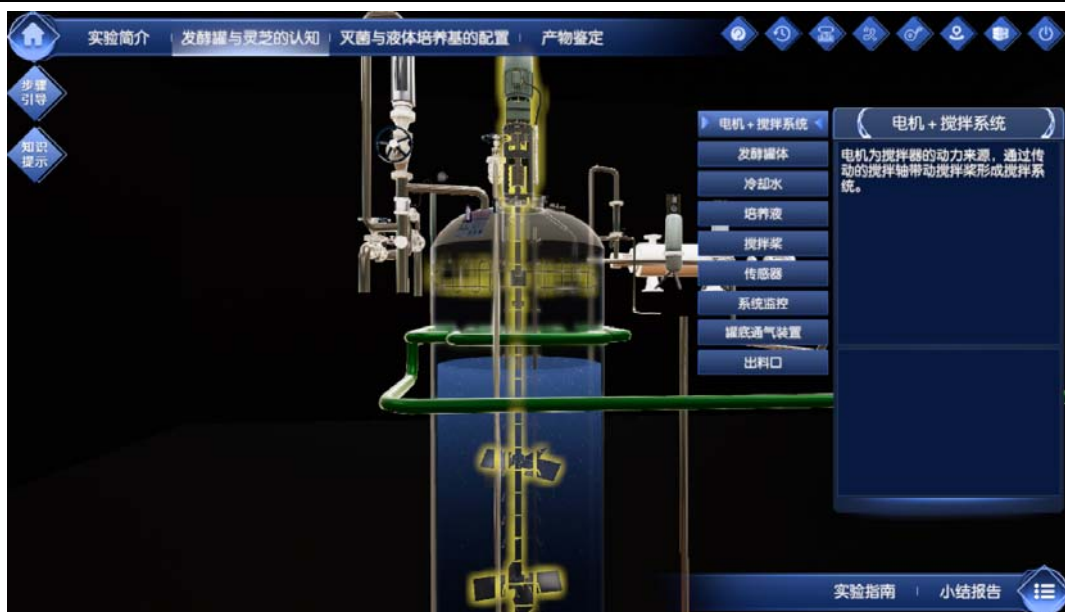 实验简介
发酵罐与灵芝的认知
灭菌与液体培养基的配置
产物鉴定
步骤
引导
知识
提示
电机+搅拌系统
发酵罐体
冷却水
培养液
搅拌桨
传感器
系统监控
罐底通气装置
出料口
电机+搅拌系统
电机为搅拌器的动力来源，通过传
动的搅拌轴带动搅拌桨形成搅拌系
统。
实验指南
小结报告